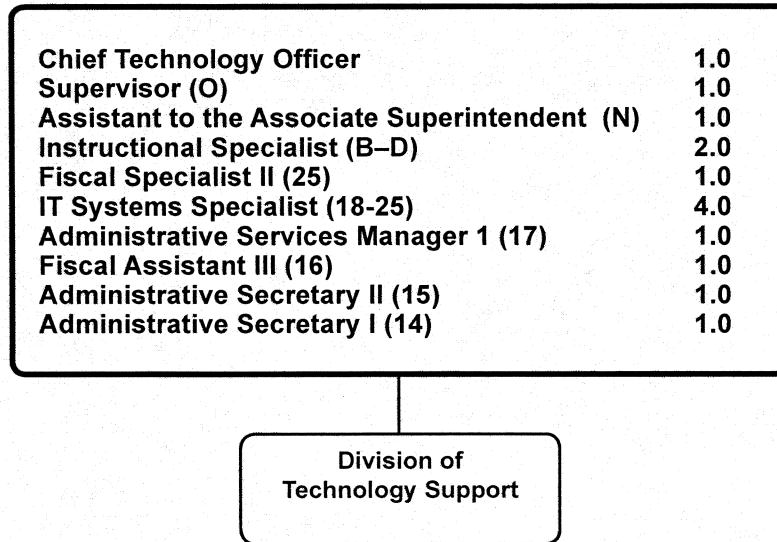 Chief Technology Officer 1.0
Supervisor (O) 1.0
Assistant to the Associate Superintendent (N) 1.0
Instructional Specialist (B–D) 2.0
Fiscal Specialist II (25) 1.0
IT Systems Specialist (18-25) 4.0
Administrative Services Manager 1 (17) 1.0
Fiscal Assistant III (16) 1.0
Administrative Secretary II (15) 1.0
Administrative Secretary I (14) 1.0
Division of
Technology Support